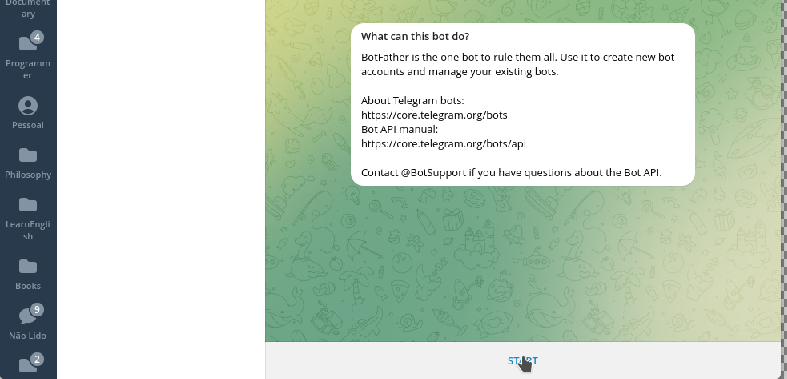 Document
ary
4
Programm
er
Pessoal
Philosophy
LearnEngli
sh
Books
9
Não Lido
2
What can this bot do?
BotFather is the one bot to rule them all. Use it to create new bot
accounts and manage your existing bots.
About Telegram bots:
https://core.telegram.org/bots
Bot API manual:
https://core.telegram.org/bots/api
Contact @BotSupport if you have questions about the Bot API.
START